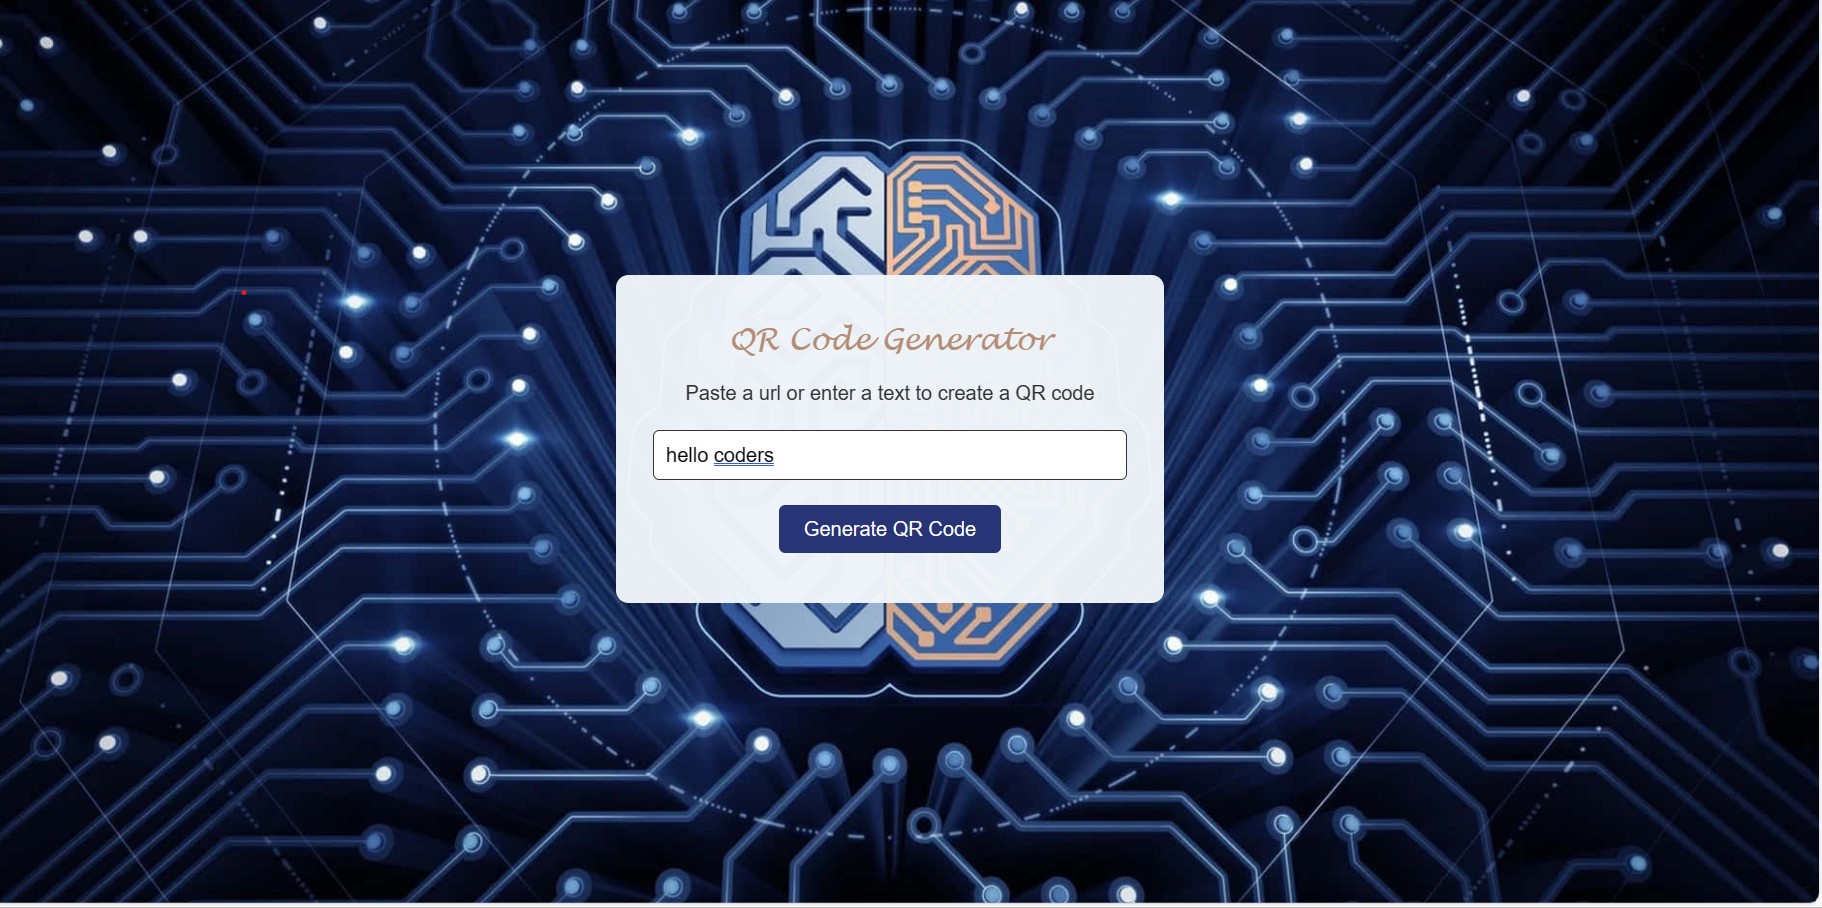 QR Code Generator
Paste a url or enter a text to create a QR code
hello coders
Generate QR Code